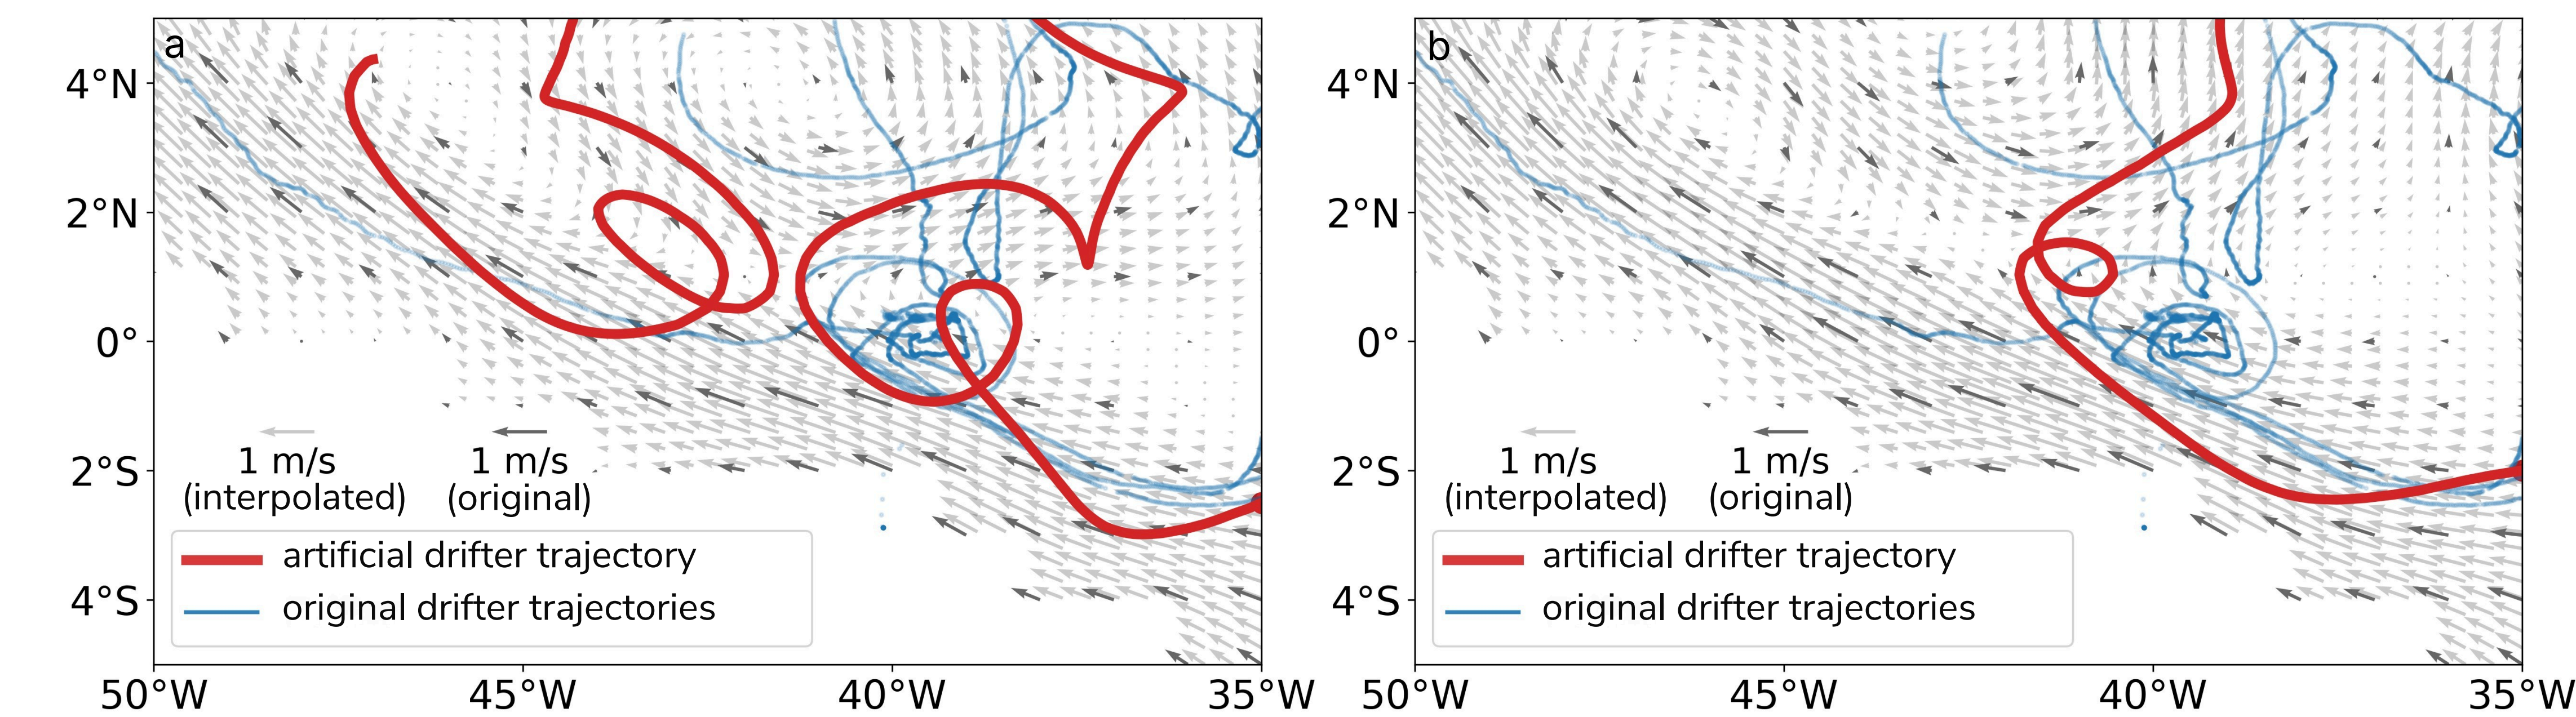 a
4°N
2°N
0°
2°S
4°S
1 m/s
(interpolated)
1 m/s
(original)
artificial drifter trajectory
original drifter trajectories
50°W
45°W
40°W
35°W
b
4°N
2°N
0°
2°S
4°S
1 m/s
(interpolated)
1 m/s
(original)
artificial drifter trajectory
original drifter trajectories
50°W
45°W
40°W
35°W